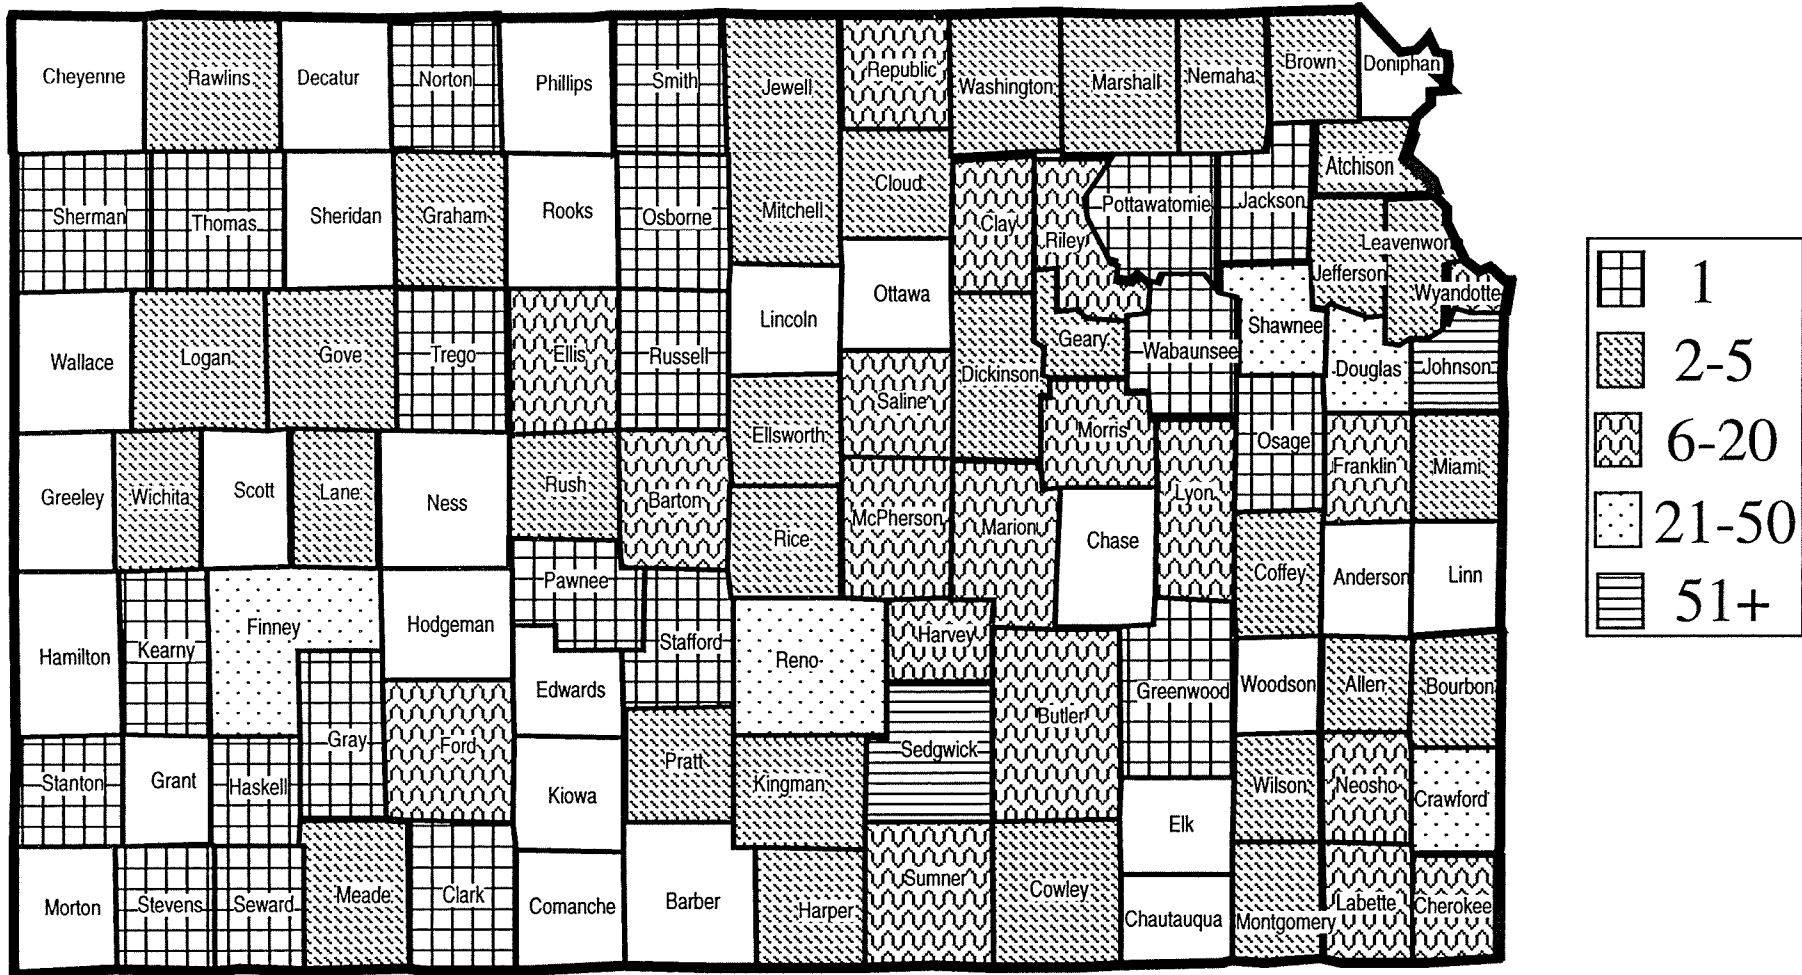 Cheyenne
Rawlins
Decatur
Norton
Phillips
Smith
Jewell
Republic
Washington
Marshall
Nemaha
Brown
Doniphan
Atchison
Sherman
Thomas
Sheridan
Graham
Rooks
Osborne
Mitchell
Cloud
Clay
Riley
Pottawatomie
Jackson
Leavenwor
Jefferson
Wyandotte
Wallace
Logan
Gove
Trego
Ellis
Russell
Lincoln
Ottawa
Saline
Dickinson
Geary
Wabaunsee
Shawnee
Douglas
Johnson
Greeley
Wichita
Scott
Lane
Ness
Rush
Barton
Ellsworth
Rice
McPherson
Marion
Morris
Chase
Lyon
Osage
Franklin
Miami
Coffey
Anderson
Linn
Hamilton
Kearny
Finney
Hodgeman
Pawnee
Stafford
Edwards
Reno
Harvey
Sedgwick
Butler
Greenwood
Woodson
Allen
Bourbon
Stanton
Grant
Haskell
Gray
Ford
Kiowa
Pratt
Kingman
Elk
Wilson
Neosho
Crawford
Morton
Stevens
Seward
Meade
Clark
Comanche
Barber
Harper
Sumner
Cowley
Chautauqua
Montgomery
Labette
Cherokee
1
2-5
6-20
21-50
51+